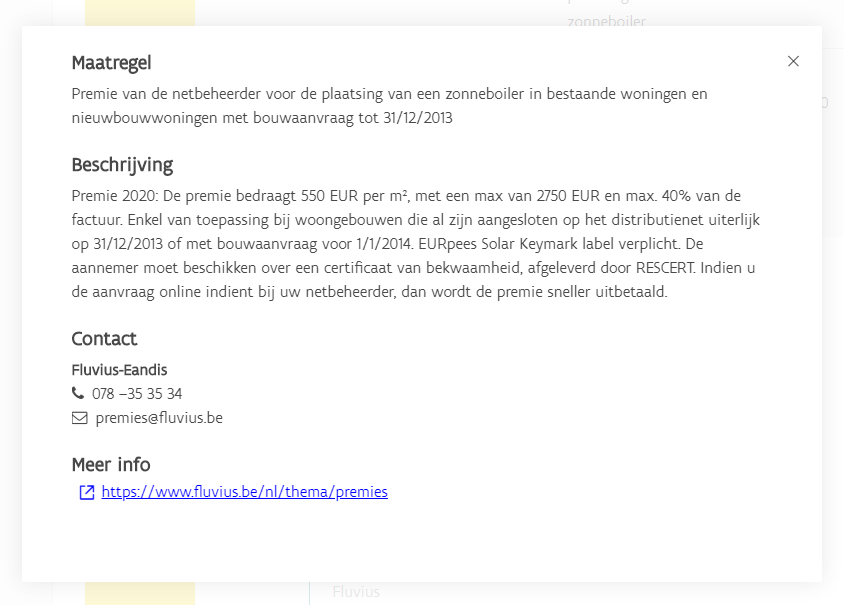 zonneboiler
Maatregel
Premie van de netbeheerder voor de plaatsing van een zonneboiler in bestaande woningen en
nieuwbouwwoningen met bouwaanvraag tot 31/12/2013
Beschrijving
Premie 2020: De premie bedraagt 550 EUR per m², met een max van 2750 EUR en max. 40% van de
factuur. Enkel van toepassing bij woongebouwen die al zijn aangesloten op het distributienet uiterlijk
op 31/12/2013 of met bouwaanvraag voor 1/1/2014. EURpees Solar Keymark label verplicht. De
aannemer moet beschikken over een certificaat van bekwaamheid, afgeleverd door RESCERT. Indien u
de aanvraag online indient bij uw netbeheerder, dan wordt de premie sneller uitbetaald.
Contact
Fluvius-Eandis
078 –35 35 34
premies@fluvius.be
Meer info
https://www.fluvius.be/nl/thema/premies
Fluvius